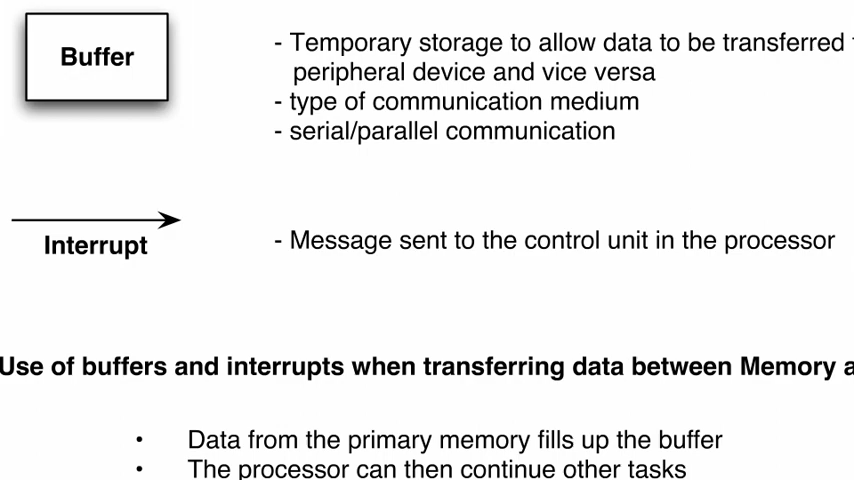 Buffer
- Temporary storage to allow data to be transferred
peripheral device and vice versa
- type of communication medium
- serial/parallel communication
Interrupt
- Message sent to the control unit in the processor
Use of buffers and interrupts when transferring data between Memory a
• Data from the primary memory fills up the buffer
• The processor can then continue other tasks